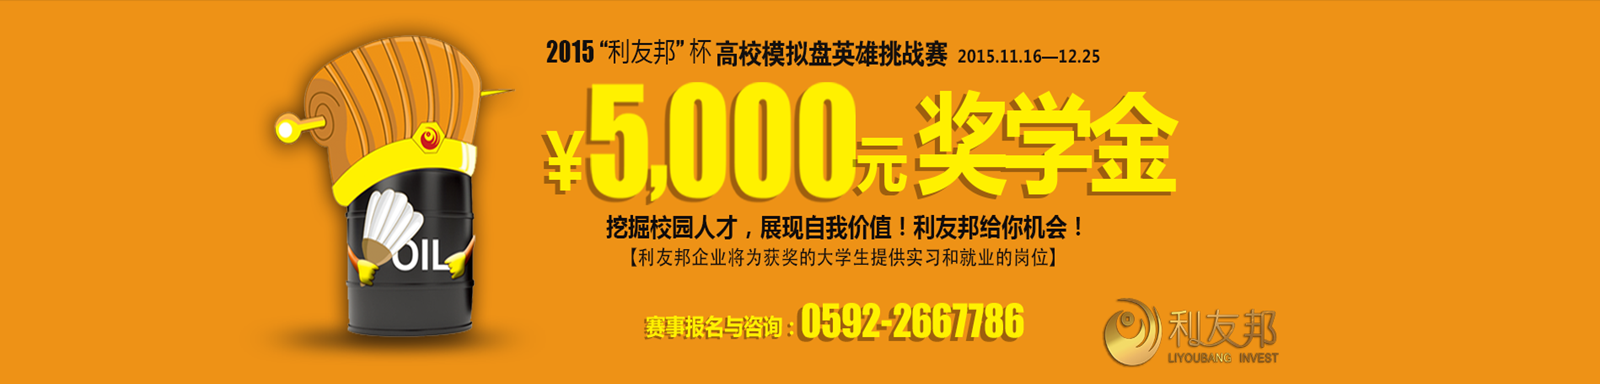 2015 “利友邦” 杯 高校模拟盘英雄挑战赛 2015.11.16—12.25
¥5,000元 奖学金
挖掘校园人才，展现自我价值！利友邦给你机会！
【利友邦企业将为获奖的大学生提供实习和就业的岗位】
OIL
赛事报名与咨询：0592-2667786
利友邦
LIYOUBANG INVEST